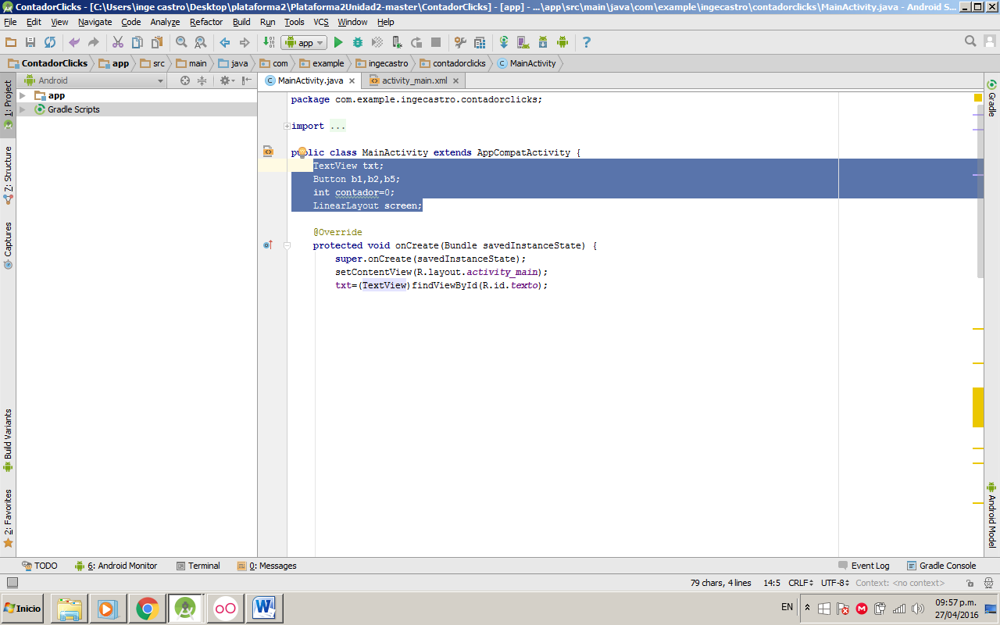 ContadorClicks - [C:\Users\inge castro\Desktop\plataforma2\Plataforma2Unidad2-master\ContadorClicks] - [app] - ...\app\src\main\java\com\example\ingecastro\contadorclicks\MainActivity.java - Android S...
File Edit View Navigate Code Analyze Refactor Build Run Tools VCS Window Help
app
ContadorClicks app src main java com example ingecastro contadorclicks MainActivity
Android
MainActivity.java activity_main.xml
1: Project
7: Structure
Captures
Build Variants
2: Favorites
app
Gradle Scripts
package com.example.ingecastro.contadorclicks;
import ...
public class MainActivity extends AppCompatActivity {
TextView txt;
Button b1,b2,b5;
int contador=0;
LinearLayout screen;
@Override
protected void onCreate(Bundle savedInstanceState) {
super.onCreate(savedInstanceState);
setContentView(R.layout.activity_main);
txt=(TextView)findViewById(R.id.texto);
Gradle
Android Model
TODO 6: Android Monitor Terminal 0: Messages Event Log Gradle Console
79 chars, 4 lines 14:5 CRLF UTF-8 Context: <no context>
Inicio EN 09:57 p.m.
27/04/2016